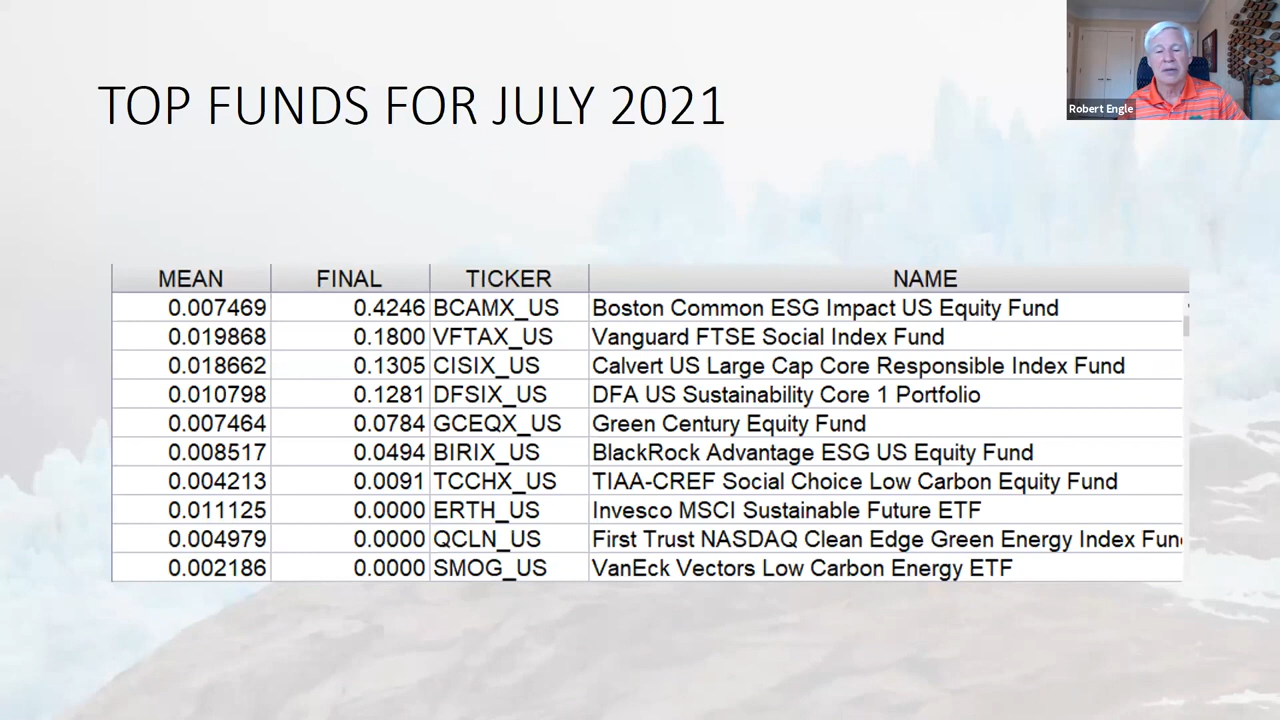 TOP FUNDS FOR JULY 2021
Robert Engle
MEAN FINAL TICKER NAME
0.007469 0.4246 BCAMX_US Boston Common ESG Impact US Equity Fund
0.019868 0.1800 VFTAX_US Vanguard FTSE Social Index Fund
0.018662 0.1305 CISIX_US Calvert US Large Cap Core Responsible Index Fund
0.010798 0.1281 DFSIX_US DFA US Sustainability Core 1 Portfolio
0.007464 0.0784 GCEQX_US Green Century Equity Fund
0.008517 0.0494 BIRIX_US BlackRock Advantage ESG US Equity Fund
0.004213 0.0091 TCCHX_US TIAA-CREF Social Choice Low Carbon Equity Fund
0.011125 0.0000 ERTH_US Invesco MSCI Sustainable Future ETF
0.004979 0.0000 QCLN_US First Trust NASDAQ Clean Edge Green Energy Index Fun
0.002186 0.0000 SMOG_US VanEck Vectors Low Carbon Energy ETF